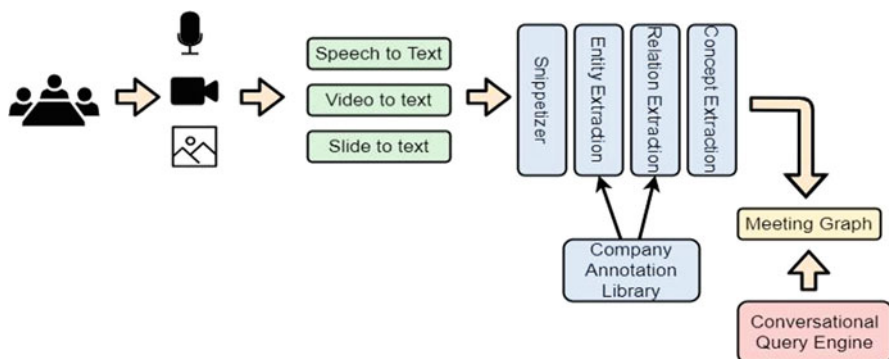 Speech to Text
Video to text
Slide to text
Snippetizer
Entity Extraction
Relation Extraction
Concept Extraction
Company
Annotation
Library
Meeting Graph
Conversational
Query Engine